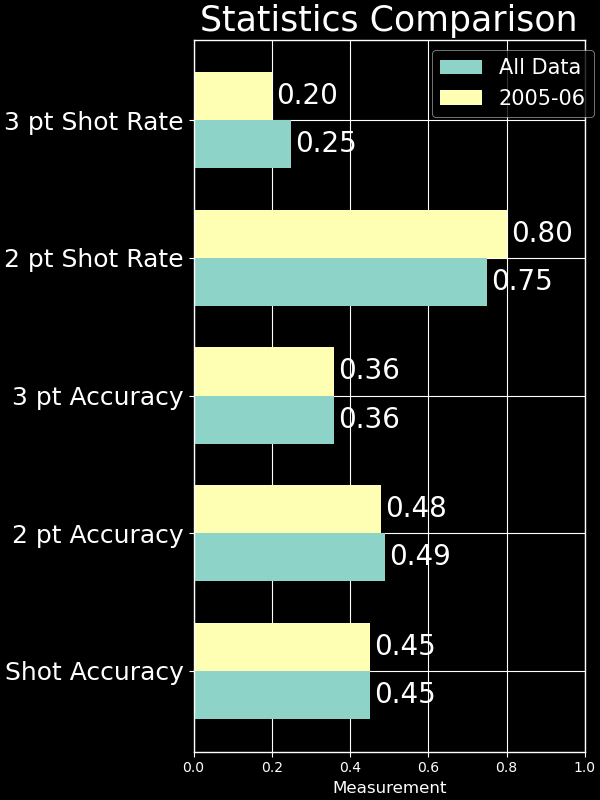 Statistics Comparison
All Data
2005-06
3 pt Shot Rate
0.20
0.25
2 pt Shot Rate
0.80
0.75
3 pt Accuracy
0.36
0.36
2 pt Accuracy
0.48
0.49
Shot Accuracy
0.45
0.45
0.0 0.2 0.4 0.6 0.8 1.0
Measurement